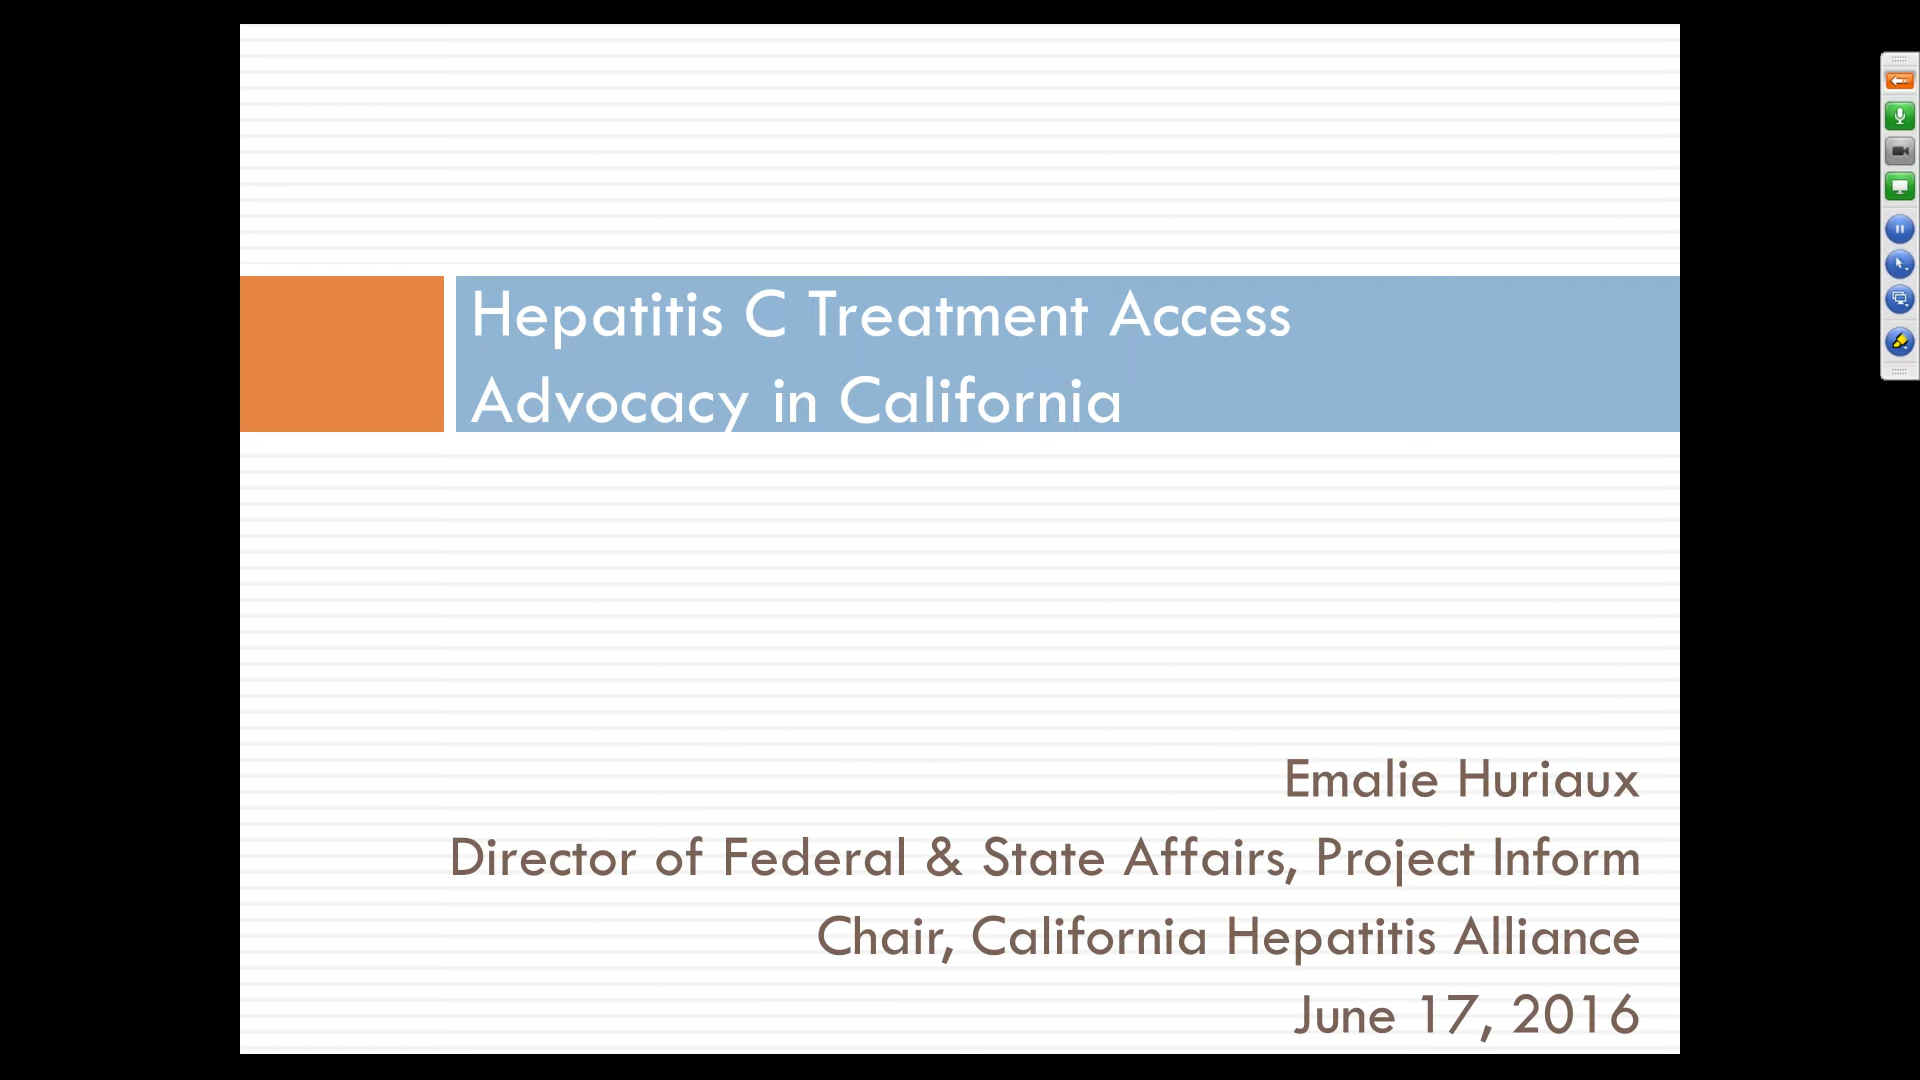 Hepatitis C Treatment Access
Advocacy in California
Emalie Huriaux
Director of Federal & State Affairs, Project Inform
Chair, California Hepatitis Alliance
June 17, 2016